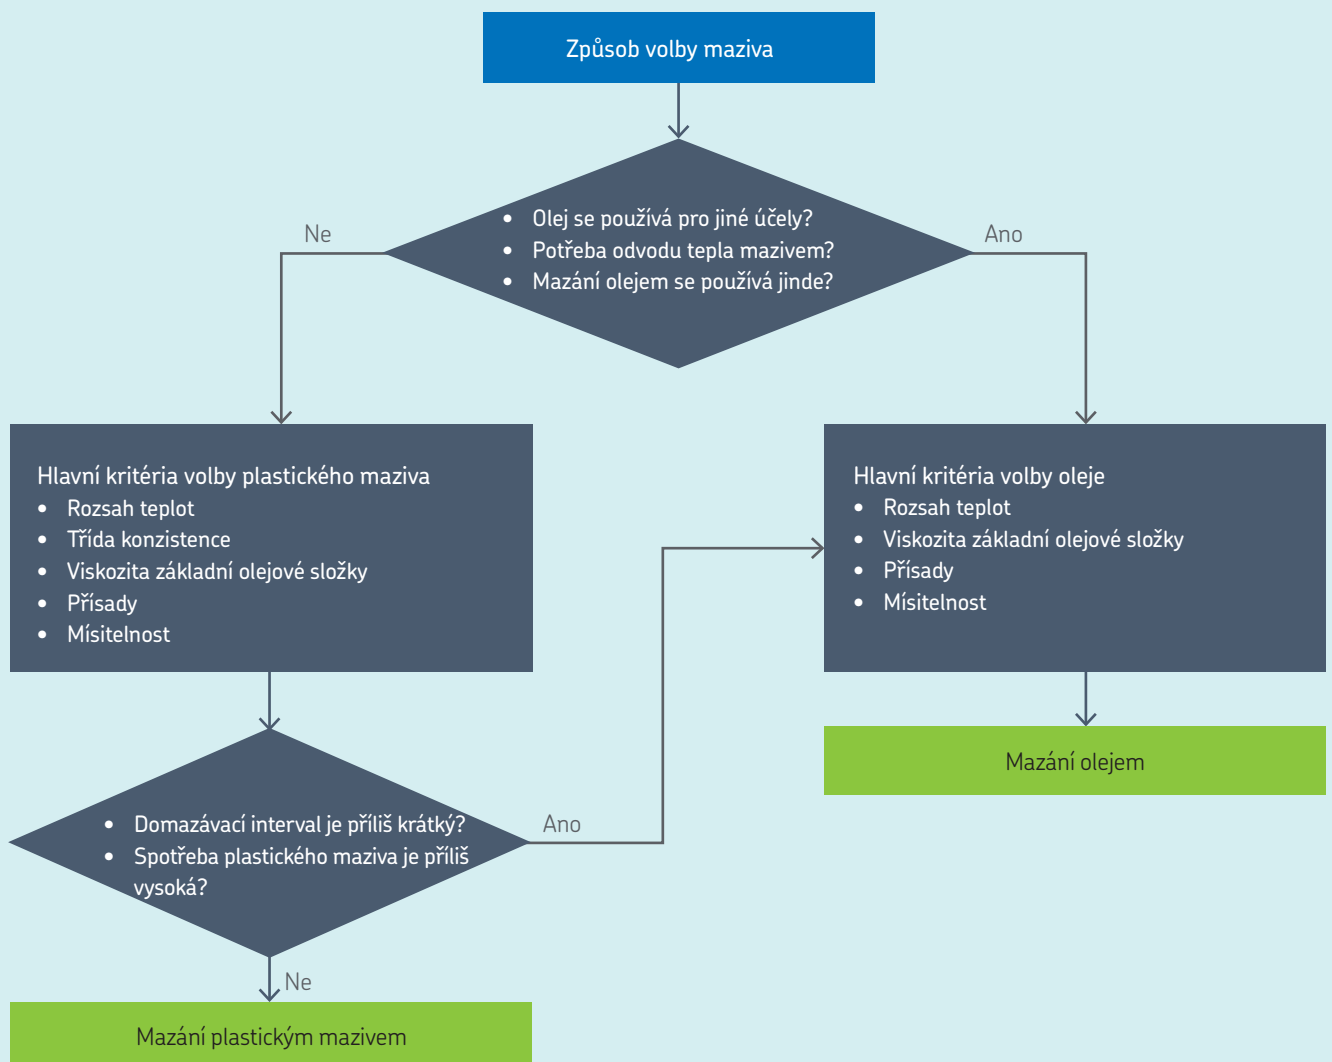 Způsob volby maziva
• Olej se používá pro jiné účely?
• Potřeba odvodu tepla mazivem?
• Mazání olejem se používá jinde?
Ne
Ano
Hlavní kritéria volby plastického maziva
• Rozsah teplot
• Třída konzistence
• Viskozita základní olejové složky
• Přísady
• Mísitelnost
Hlavní kritéria volby oleje
• Rozsah teplot
• Viskozita základní olejové složky
• Přísady
• Mísitelnost
• Domazávací interval je příliš krátký?
• Spotřeba plastického maziva je příliš
vysoká?
Ano
Mazání olejem
Ne
Mazání plastickým mazivem